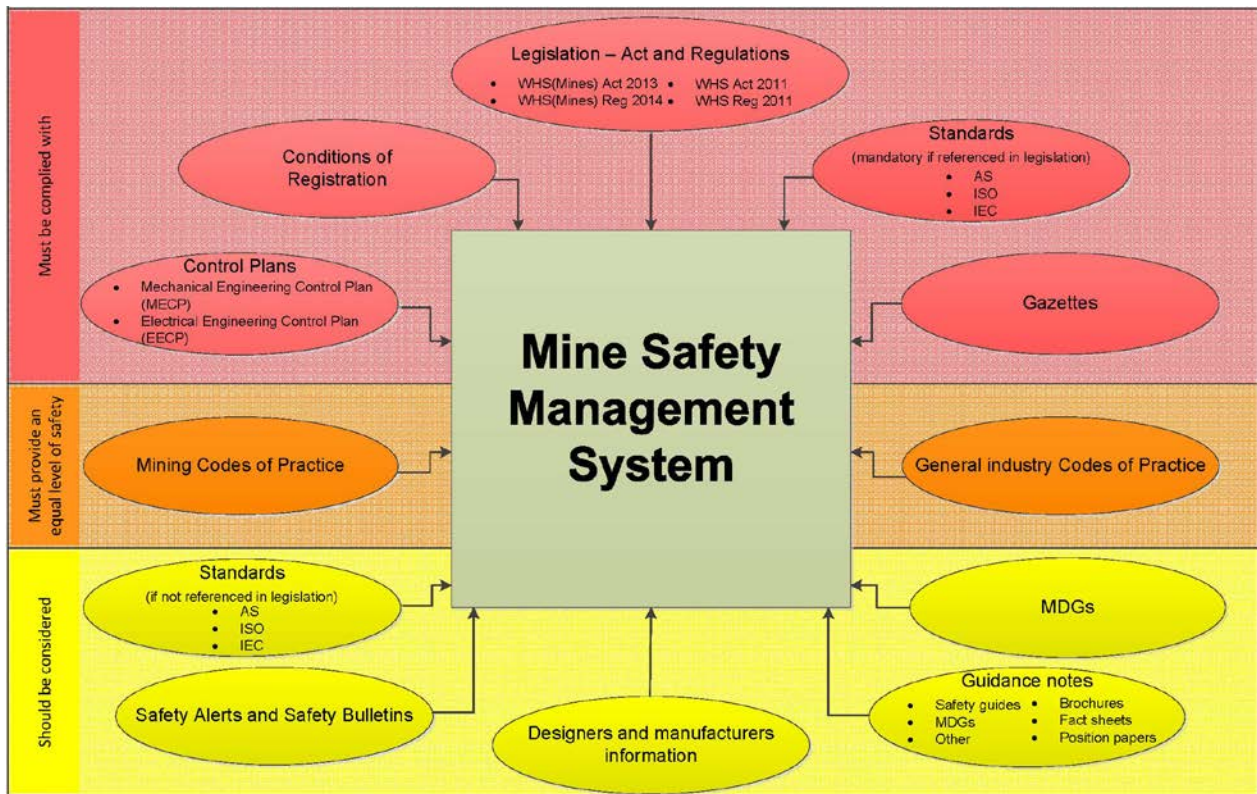 Must be complied with
Legislation – Act and Regulations
• WHS(Mines) Act 2013 • WHS Act 2011
• WHS(Mines) Reg 2014 • WHS Reg 2011
Conditions of
Registration
Standards
(mandatory if referenced in legislation)
• AS
• ISO
• IEC
Control Plans
• Mechanical Engineering Control Plan
(MECP)
• Electrical Engineering Control Plan
(EECP)
Gazettes
Mine Safety
Management
System
Must provide an
equal level of safety
Mining Codes of Practice
General industry Codes of Practice
Should be considered
Standards
(if not referenced in legislation)
• AS
• ISO
• IEC
MDGs
Safety Alerts and Safety Bulletins
Designers and manufacturers
information
Guidance notes
• Safety guides • Brochures
• MDGs • Fact sheets
• Other • Position papers